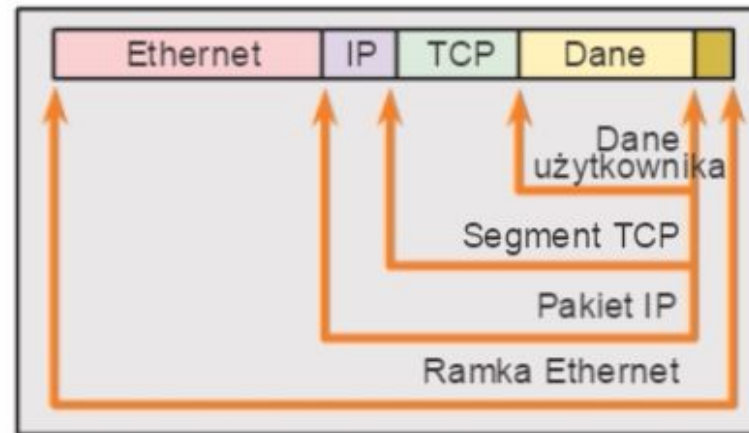 Ethernet IP TCP Dane
Dane
użytkownika
Segment TCP
Pakiet IP
Ramka Ethernet